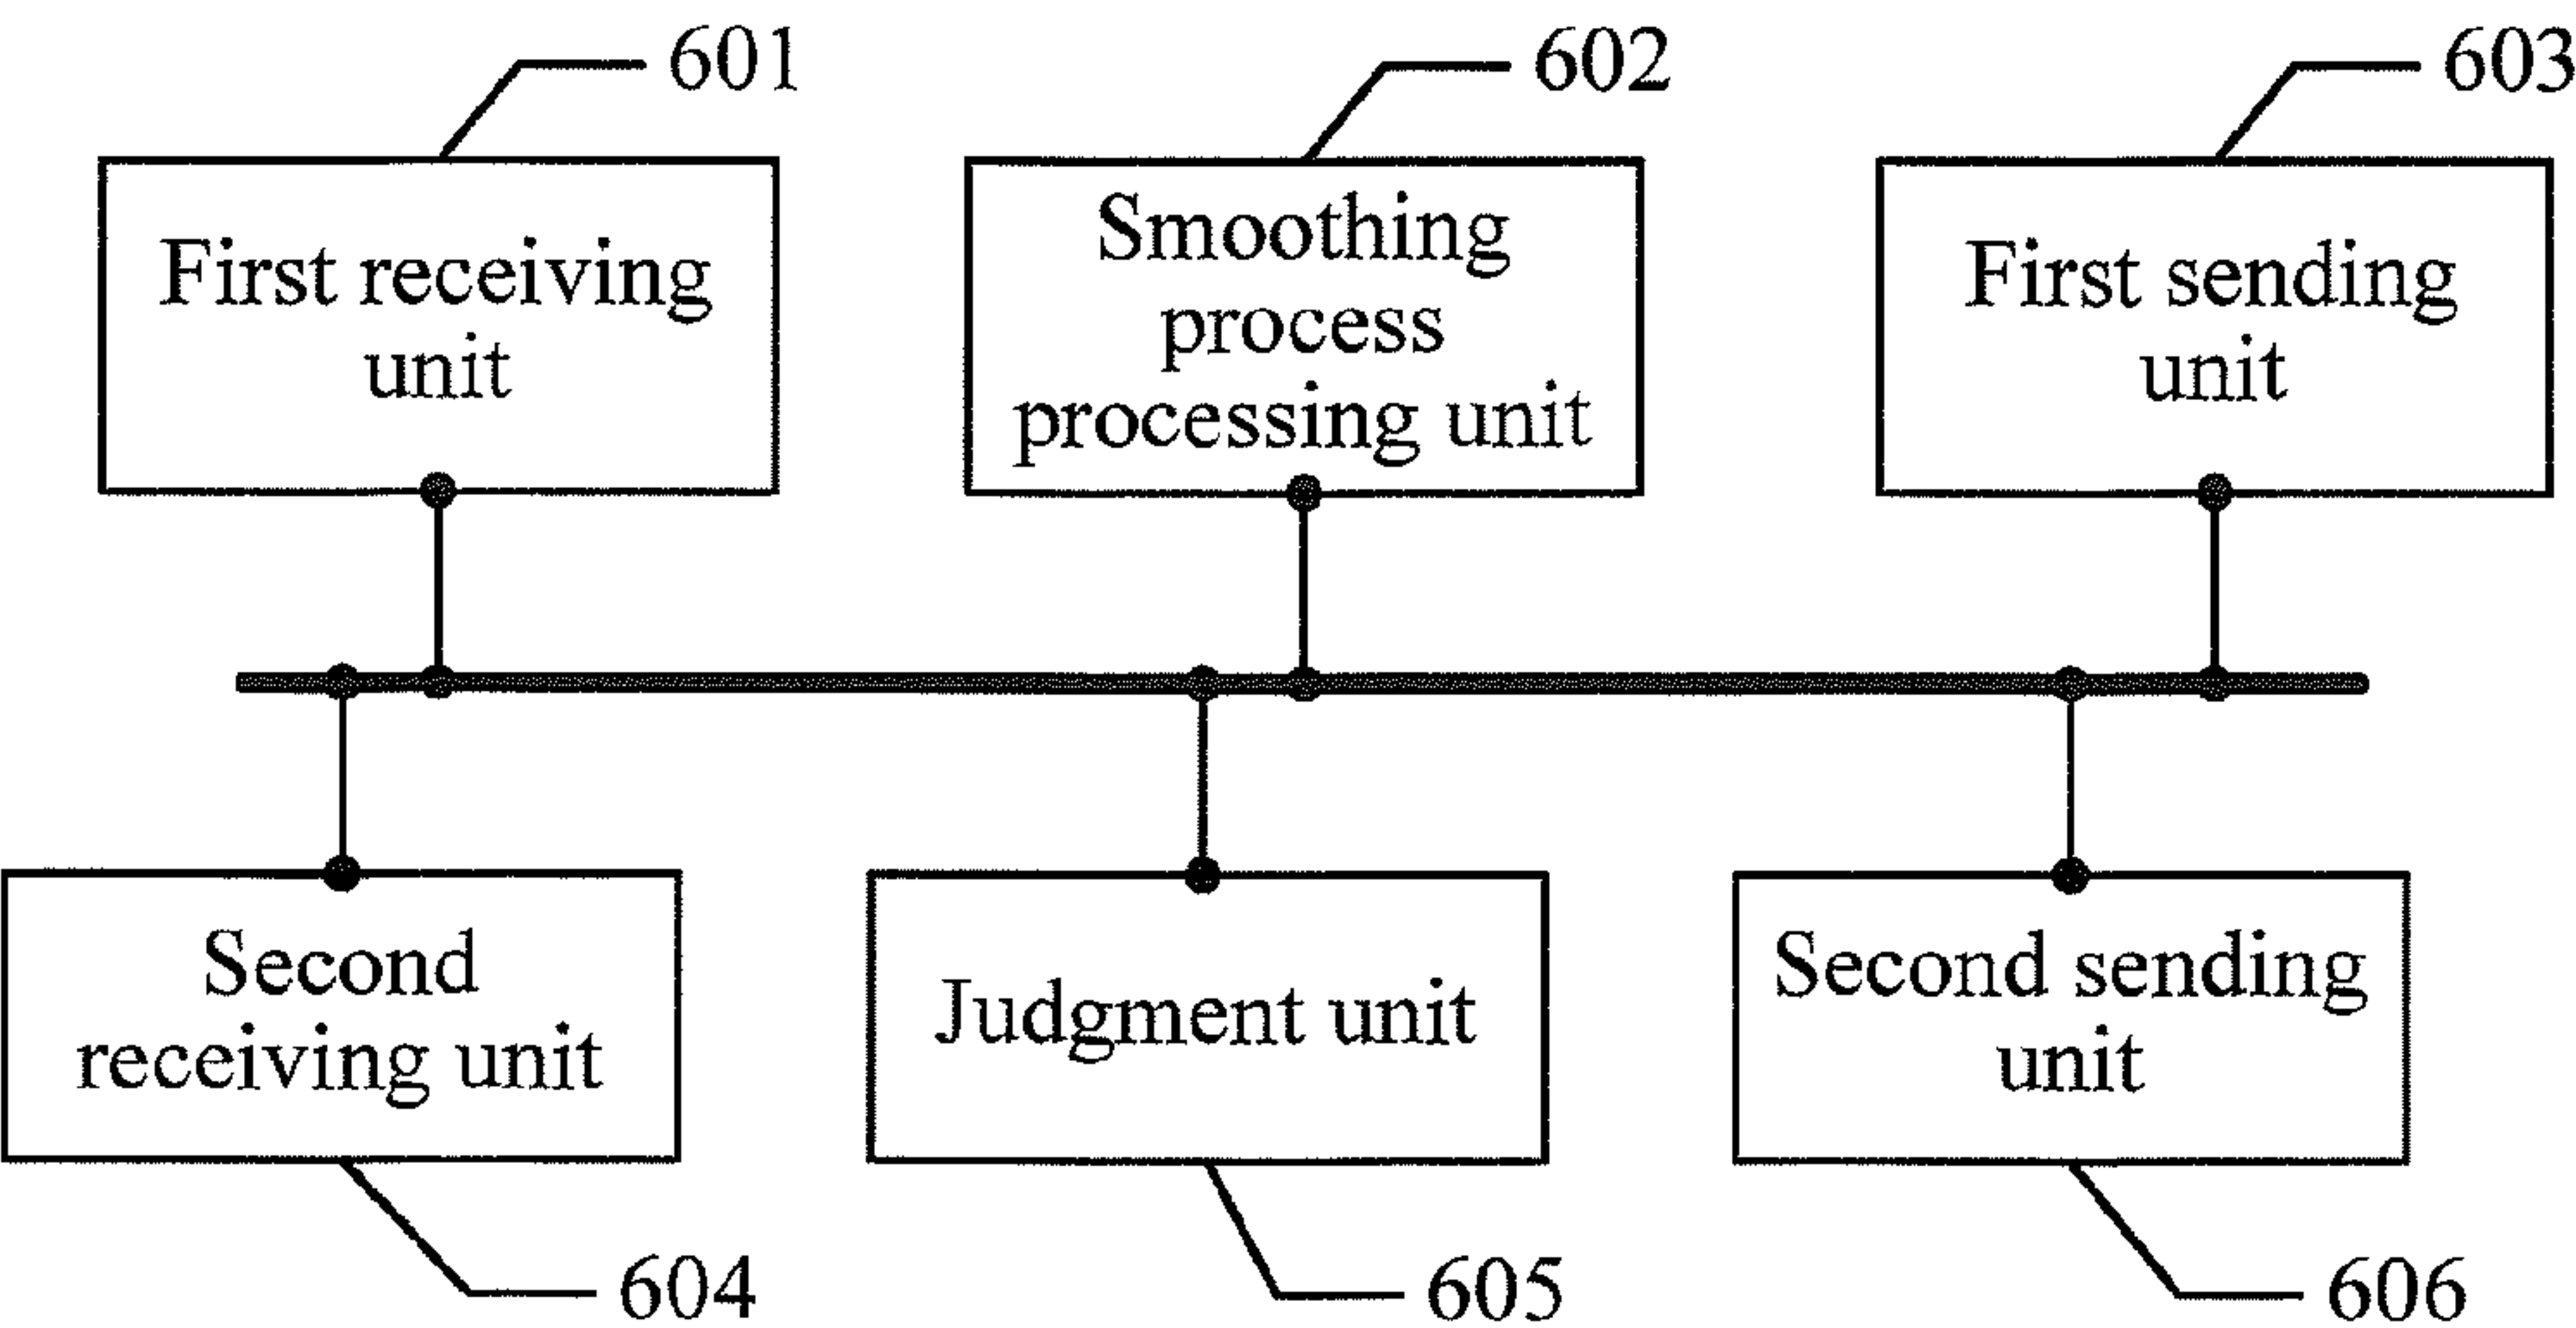 601
602
603
First receiving
unit
Smoothing
process
processing unit
First sending
unit
Second
receiving unit
Judgment unit
Second sending
unit
604
605
606